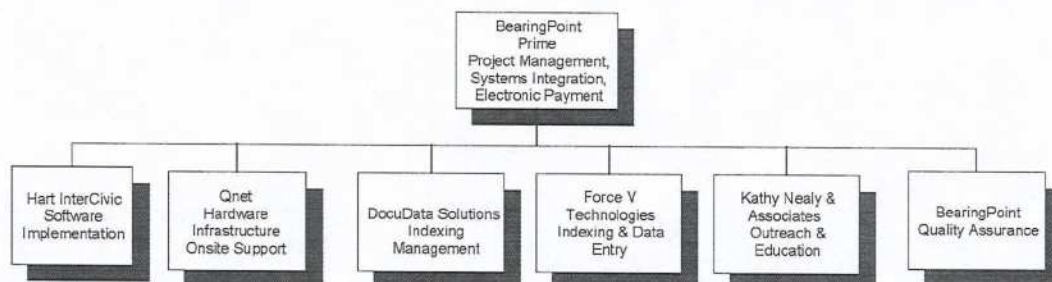 BearingPoint
Prime
Project Management,
Systems Integration,
Electronic Payment
Hart InterCivic
Software
Implementation
Qnet
Hardware
Infrastructure
Onsite Support
DocuData Solutions
Indexing
Management
Force V
Technologies
Indexing & Data
Entry
Kathy Nealy &
Associates
Outreach &
Education
BearingPoint
Quality Assurance